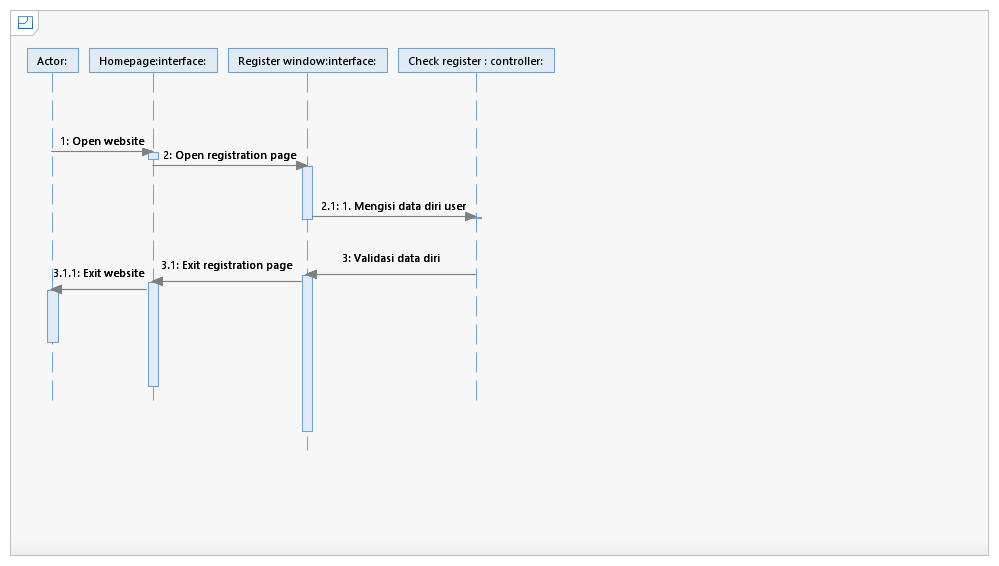 Actor:
Homepage:interface:
Register window:interface:
Check register : controller:
1: Open website
2: Open registration page
2.1: 1. Mengisi data diri user
3: Validasi data diri
3.1: Exit registration page
3.1.1: Exit website